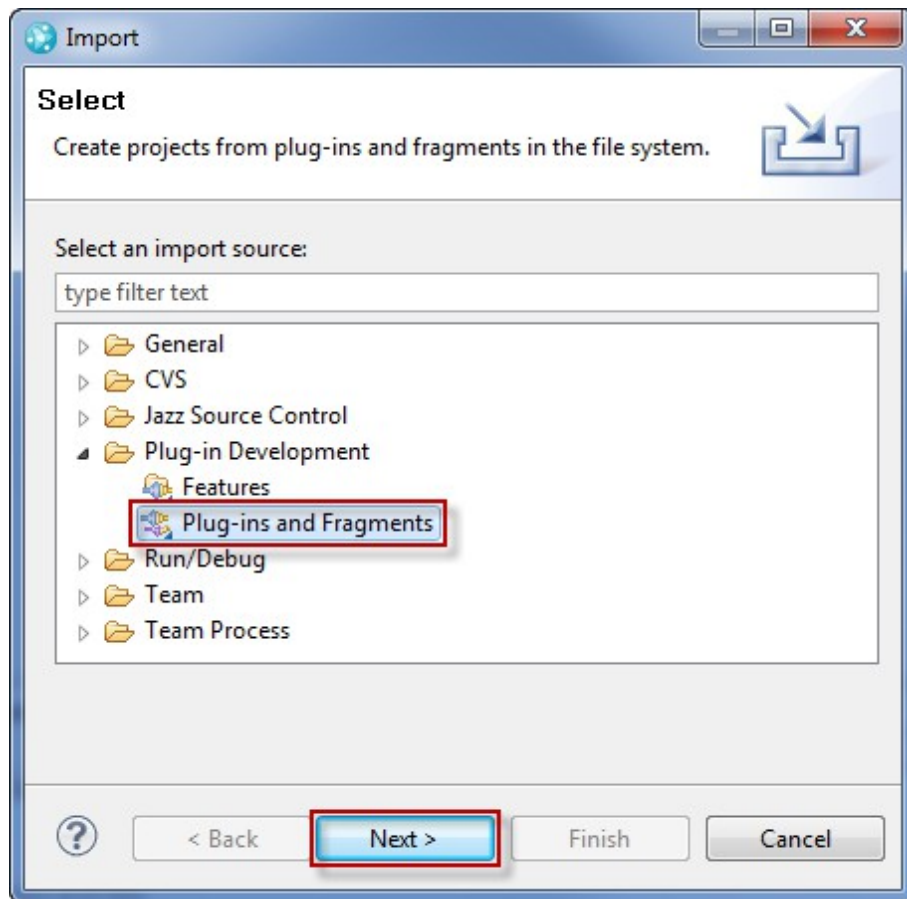 Import
Select
Create projects from plug-ins and fragments in the file system.
Select an import source:
type filter text
General
CVS
Jazz Source Control
Plug-in Development
Features
Plug-ins and Fragments
Run/Debug
Team
Team Process
? < Back Next > Finish Cancel